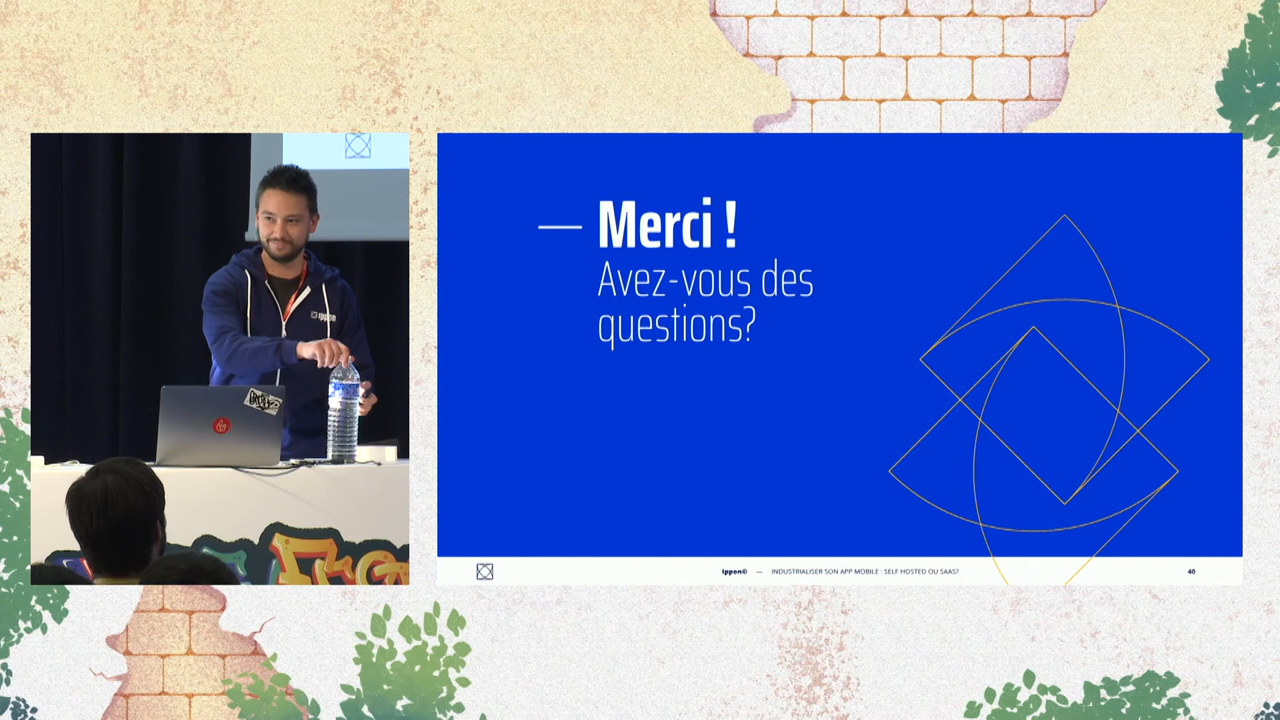 ippon
Merci !
Avez-vous des
questions?
Ippon© — INDUSTRIALISER SON APP MOBILE : SELF HOSTED OU SAAS? 40